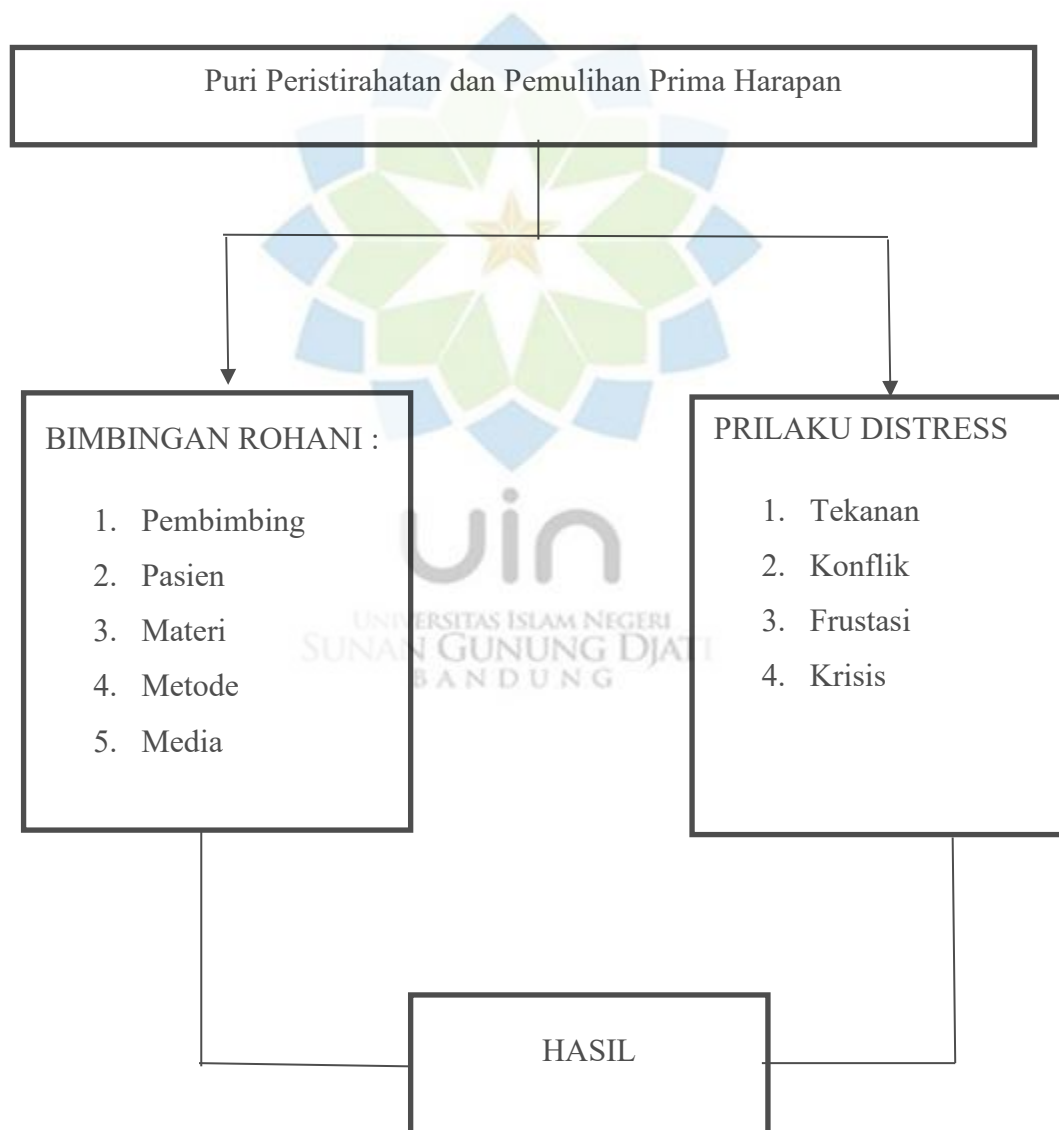 Puri Peristirahatan dan Pemulihan Prima Harapan
BIMBINGAN ROHANI :
1. Pembimbing
2. Pasien
3. Materi
4. Metode
5. Media
PRILAKU DISTRESS
1. Tekanan
2. Konflik
3. Frustasi
4. Krisis
uin
UNIVERSITAS ISLAM NEGERI
SUNAN GUNUNG DJATI
BANDUNG
HASIL